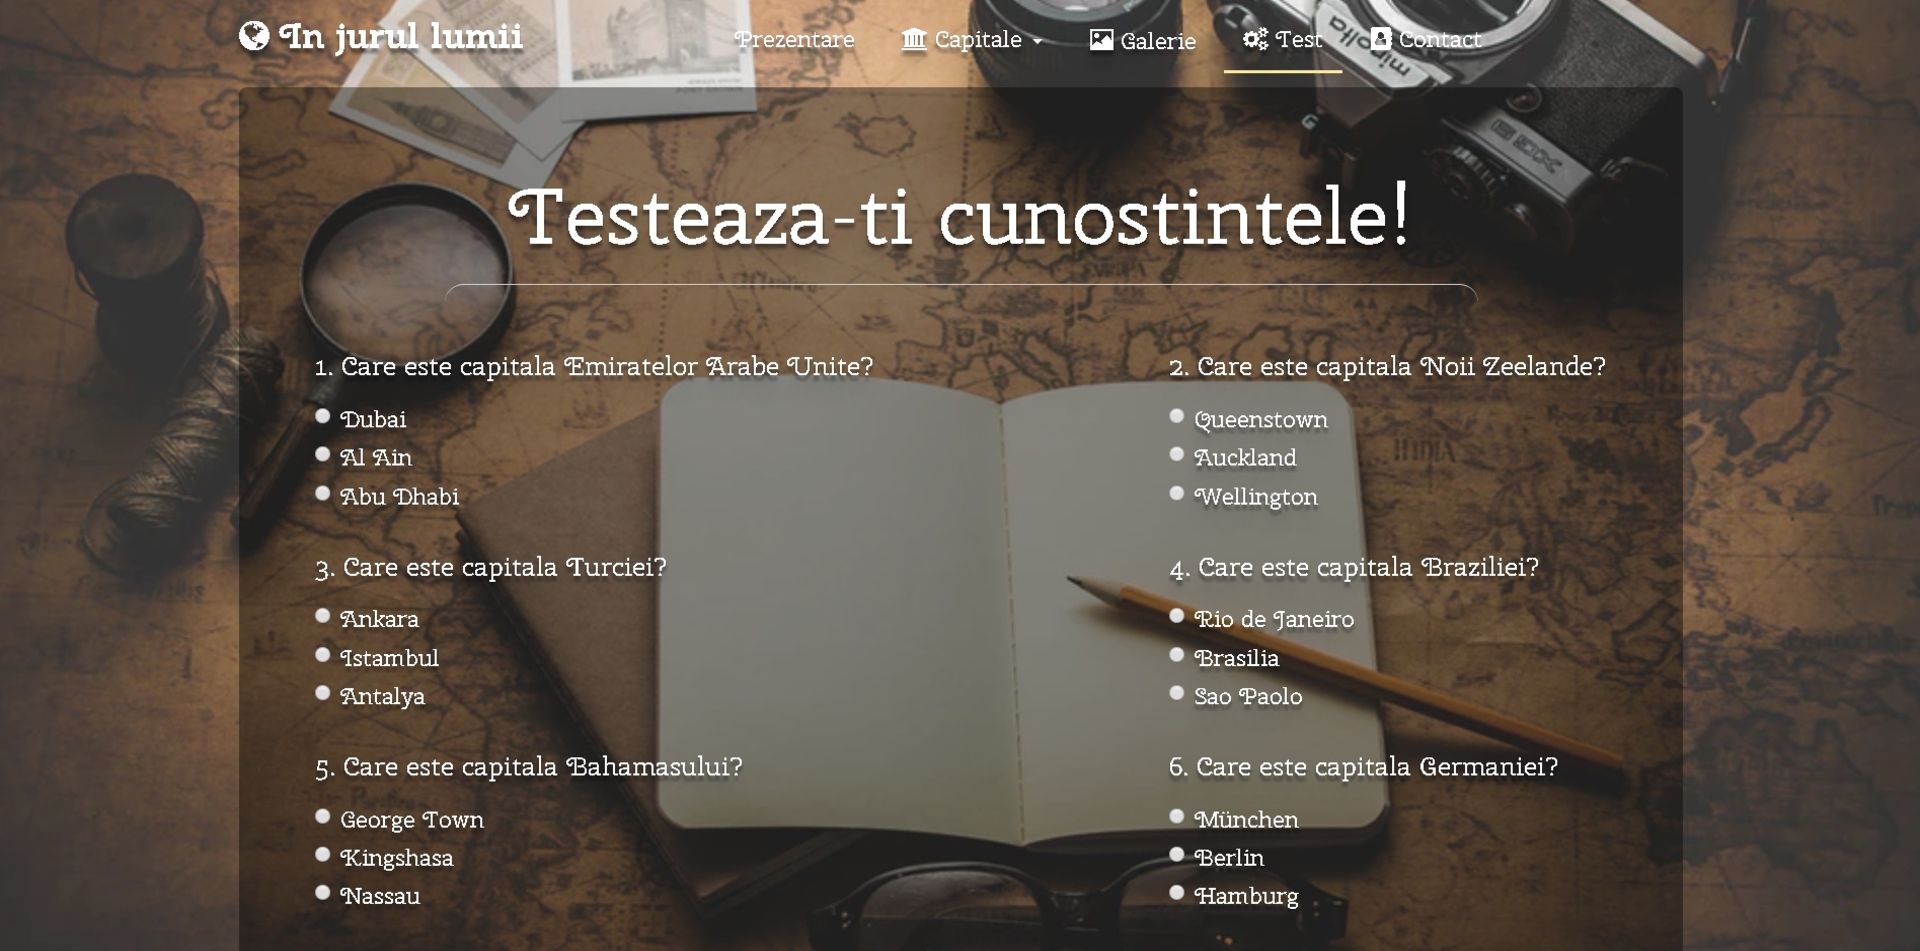 In jurul lumii
Prezentare
Capitale
Galerie
Test
Contact
Testeaza-ti cunostintele!
1. Care este capitala Emiratelor Arabe Unite?
Dubai
Al Ain
Abu Dhabi
2. Care este capitala Noii Zeelande?
Queenstown
Auckland
Wellington
3. Care este capitala Turciei?
Ankara
Istambul
Antalya
4. Care este capitala Braziliei?
Rio de Janeiro
Brasilia
Sao Paolo
5. Care este capitala Bahamasului?
George Town
Kingshasa
Nassau
6. Care este capitala Germaniei?
München
Berlin
Hamburg
minolta
EUROPA
INDIA